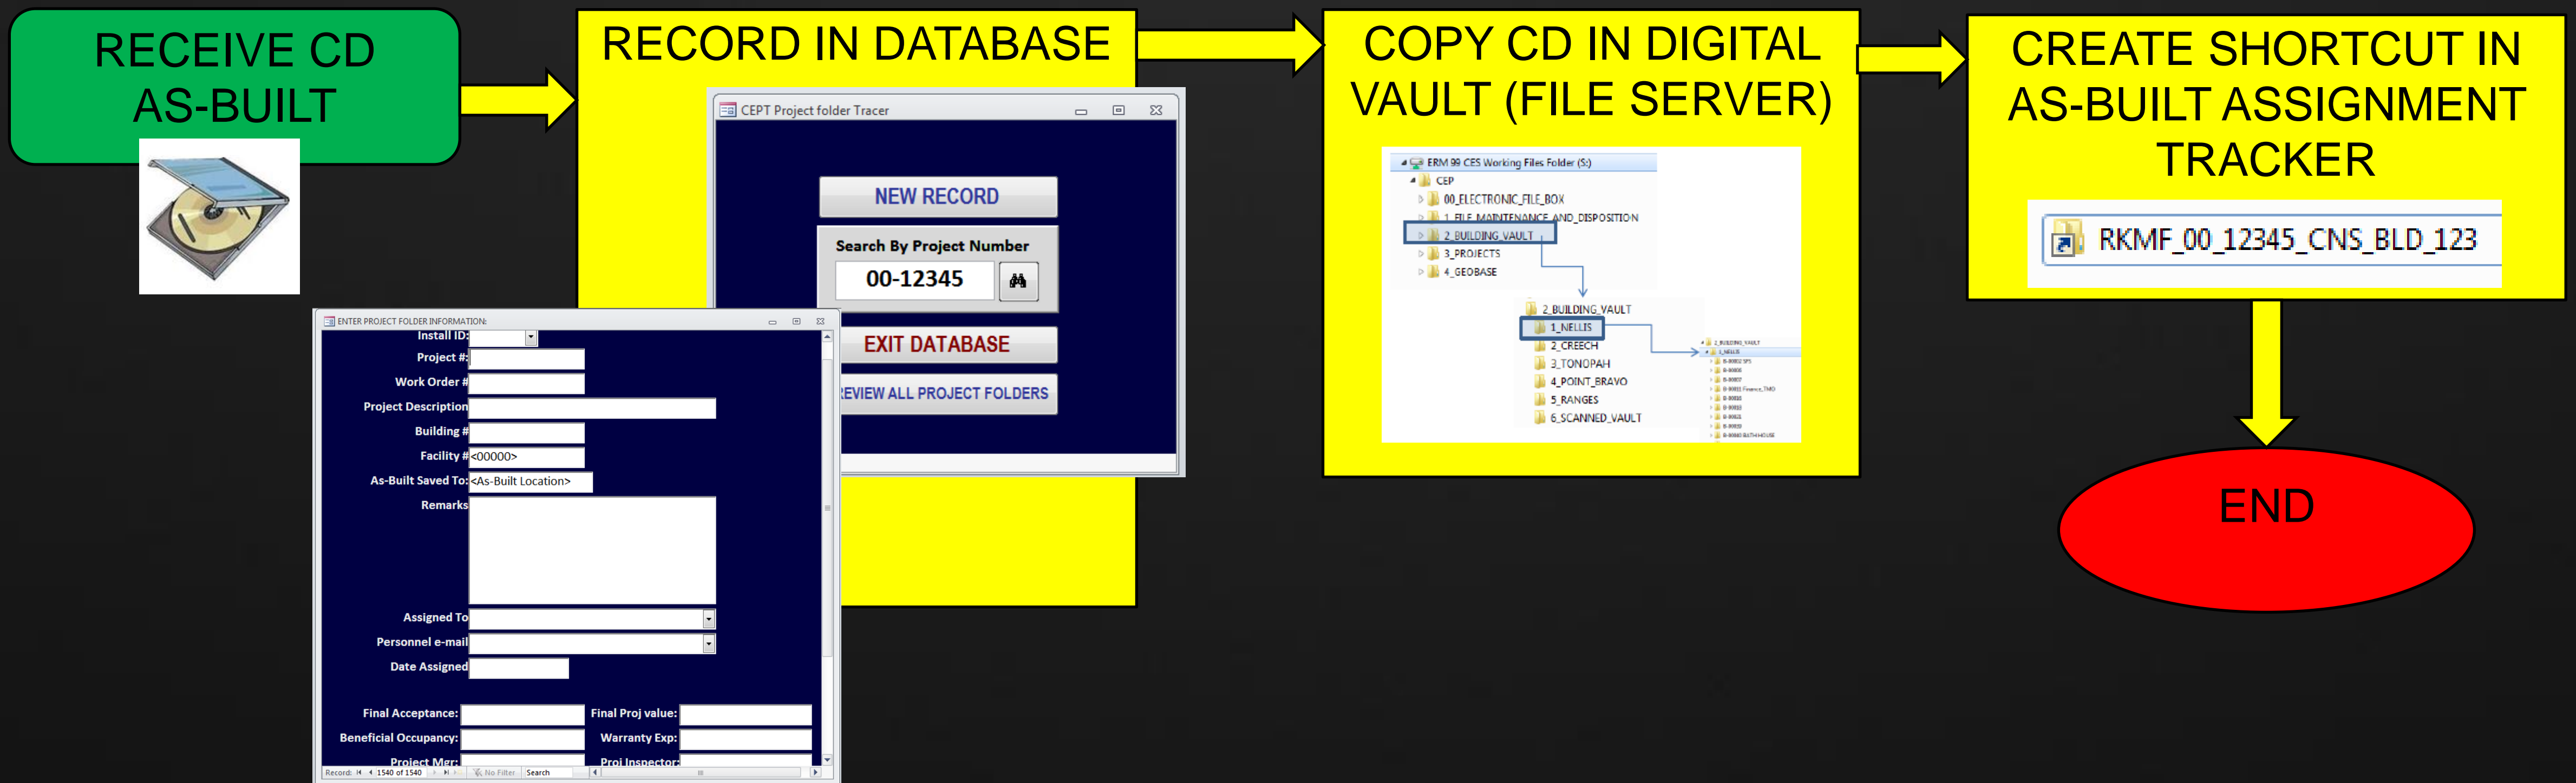 RECEIVE CD
AS-BUILT
RECORD IN DATABASE
CEPT Project folder Tracer
NEW RECORD
Search By Project Number
00-12345
EXIT DATABASE
REVIEW ALL PROJECT FOLDERS
ENTER PROJECT FOLDER INFORMATION:
Install ID:
Project #:
Work Order #
Project Description
Building #
Facility # <00000>
As-Built Saved To: <As-Built Location>
Remarks
Assigned To
Personnel e-mail
Date Assigned
Final Acceptance: Final Proj value:
Beneficial Occupancy: Warranty Exp:
Project Mgr: Proj Inspector:
Record: 1540 of 1540 No Filter Search
COPY CD IN DIGITAL
VAULT (FILE SERVER)
ERM 99 CES Working Files Folder (S:)
CEP
00_ELECTRONIC_FILE_BOX
1_FILE_MAINTENANCE_AND_DISPOSITION
2_BUILDING_VAULT
3_PROJECTS
4_GEOBASE
2_BUILDING_VAULT
1_NELLIS
2_CREECH
3_TONOPAH
4_POINT_BRAVO
5_RANGES
6_SCANNED_VAULT
2_BUILDING_VAULT
1_NELLIS
CREATE SHORTCUT IN
AS-BUILT ASSIGNMENT
TRACKER
RKMF_00_12345_CNS_BLD_123
END